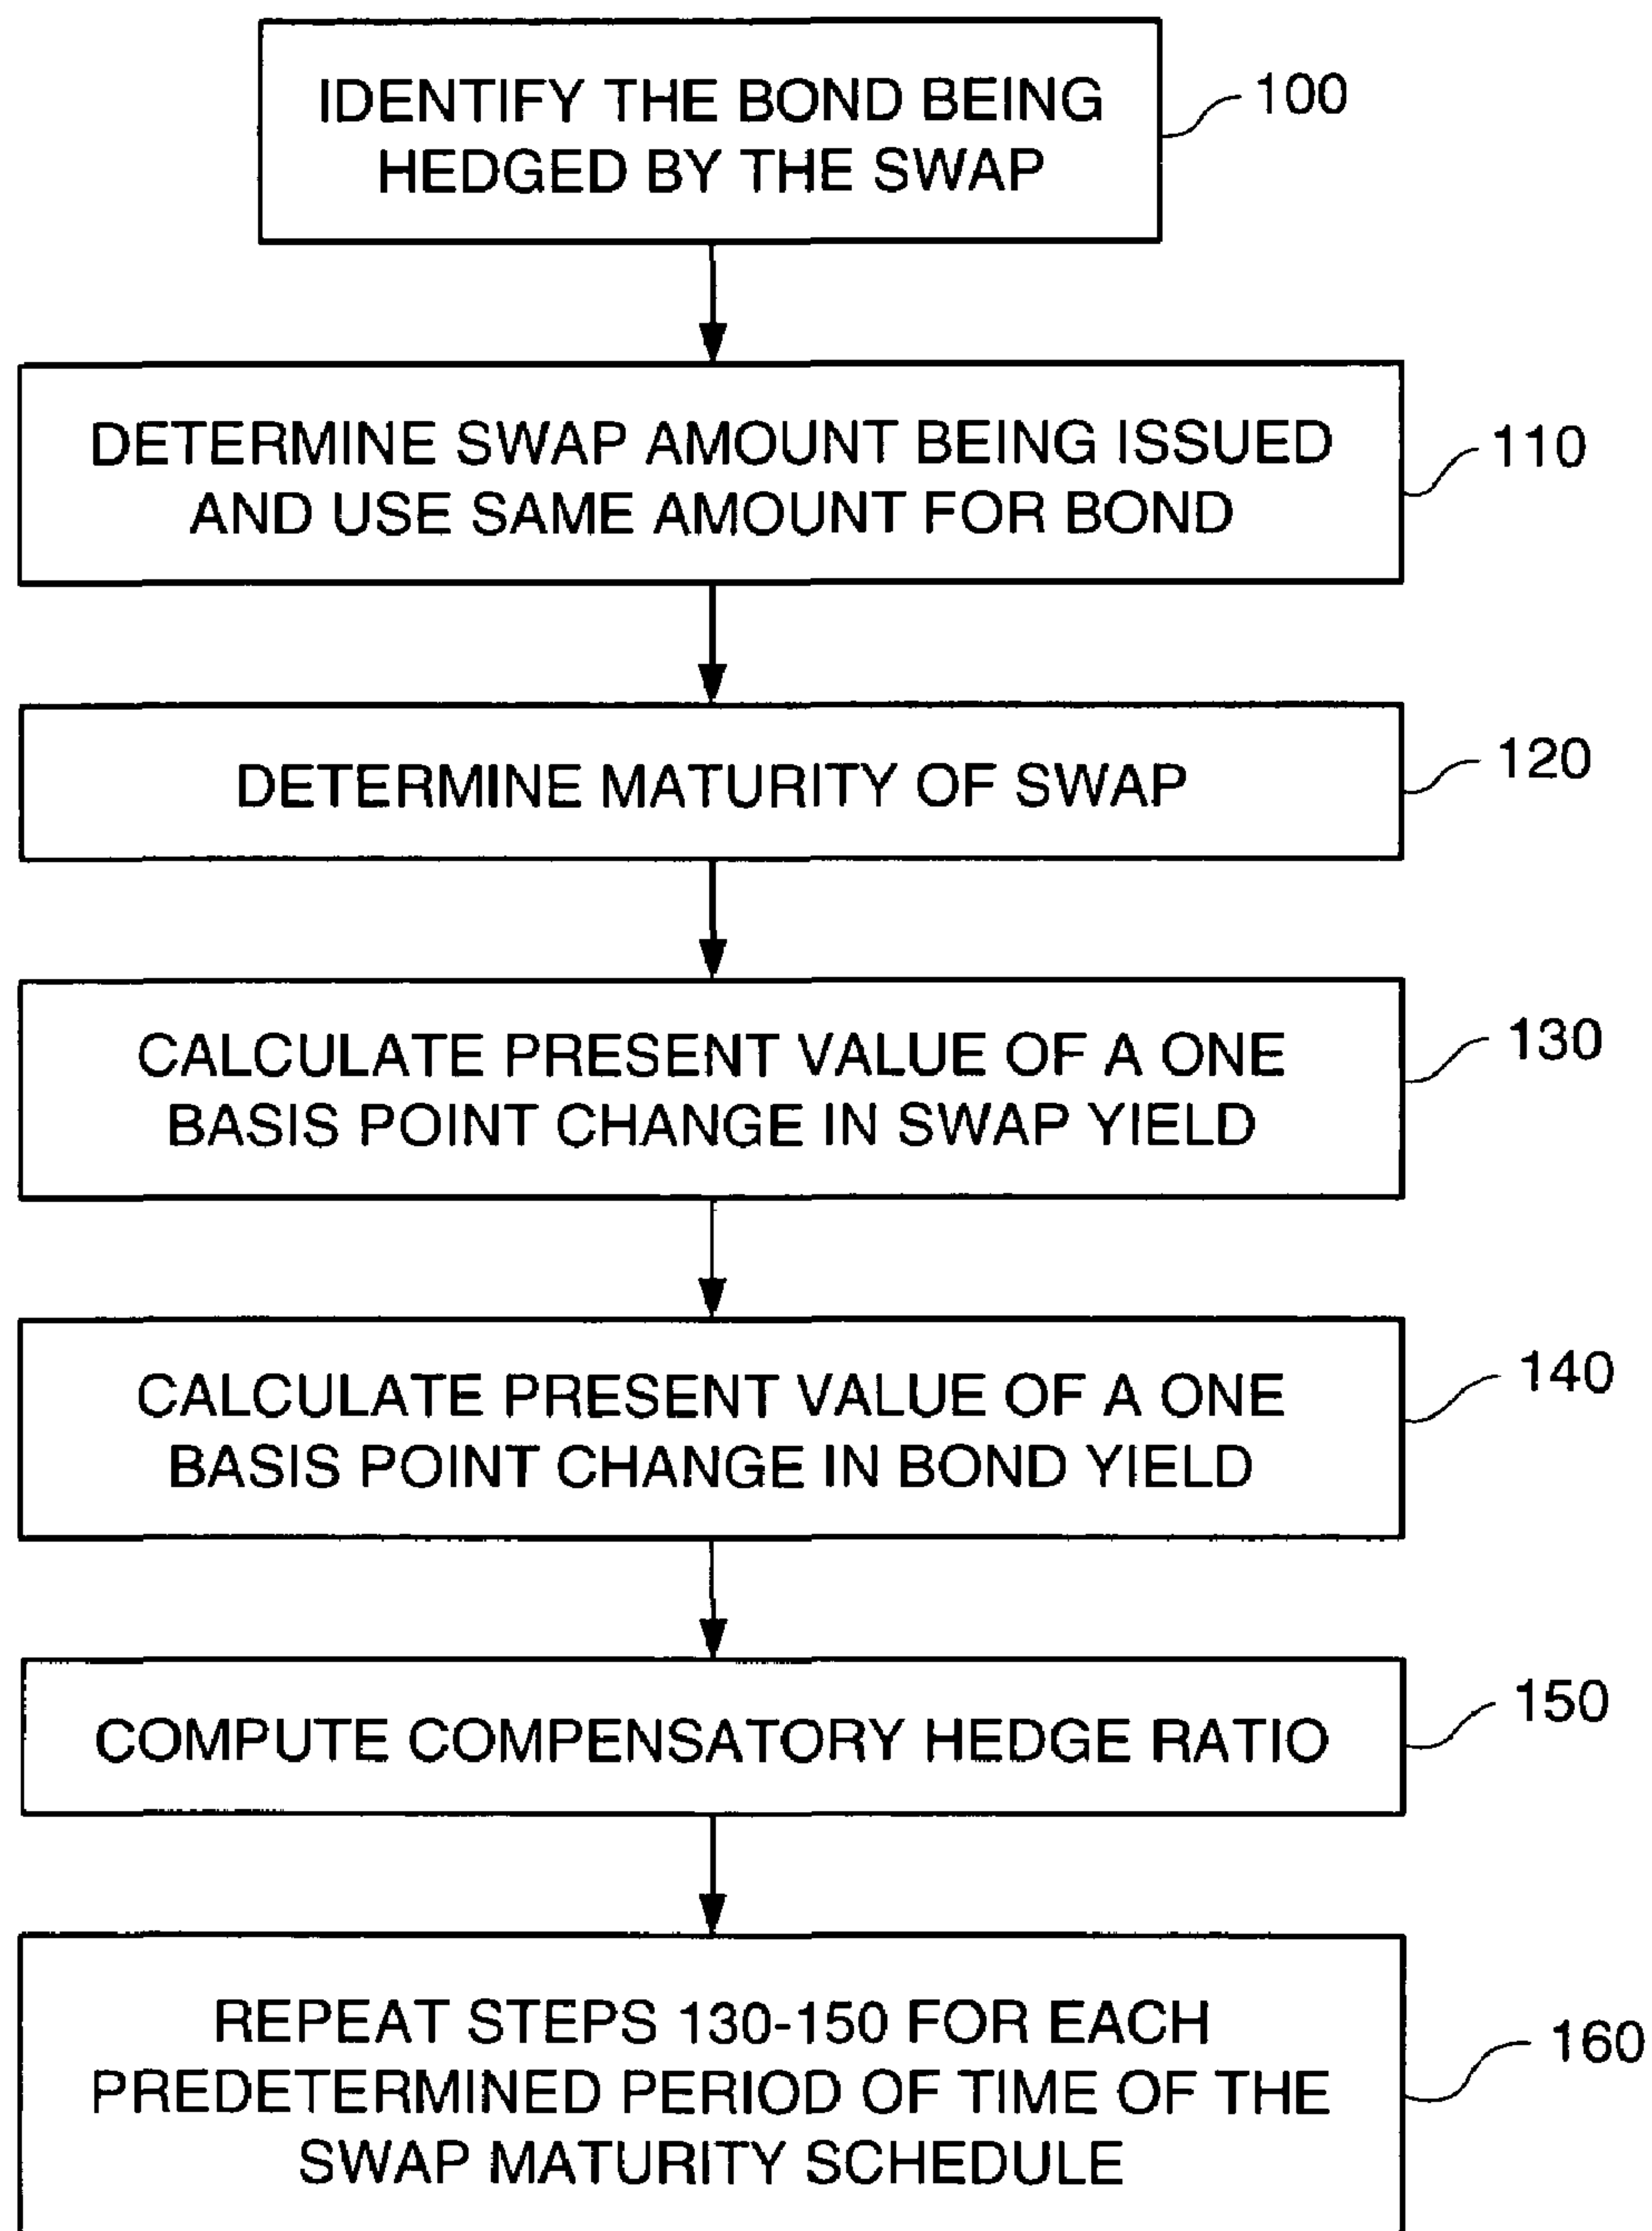 IDENTIFY THE BOND BEING
HEDGED BY THE SWAP
100
DETERMINE SWAP AMOUNT BEING ISSUED
AND USE SAME AMOUNT FOR BOND
110
DETERMINE MATURITY OF SWAP
120
CALCULATE PRESENT VALUE OF A ONE
BASIS POINT CHANGE IN SWAP YIELD
130
CALCULATE PRESENT VALUE OF A ONE
BASIS POINT CHANGE IN BOND YIELD
140
COMPUTE COMPENSATORY HEDGE RATIO
150
REPEAT STEPS 130-150 FOR EACH
PREDETERMINED PERIOD OF TIME OF THE
SWAP MATURITY SCHEDULE
160